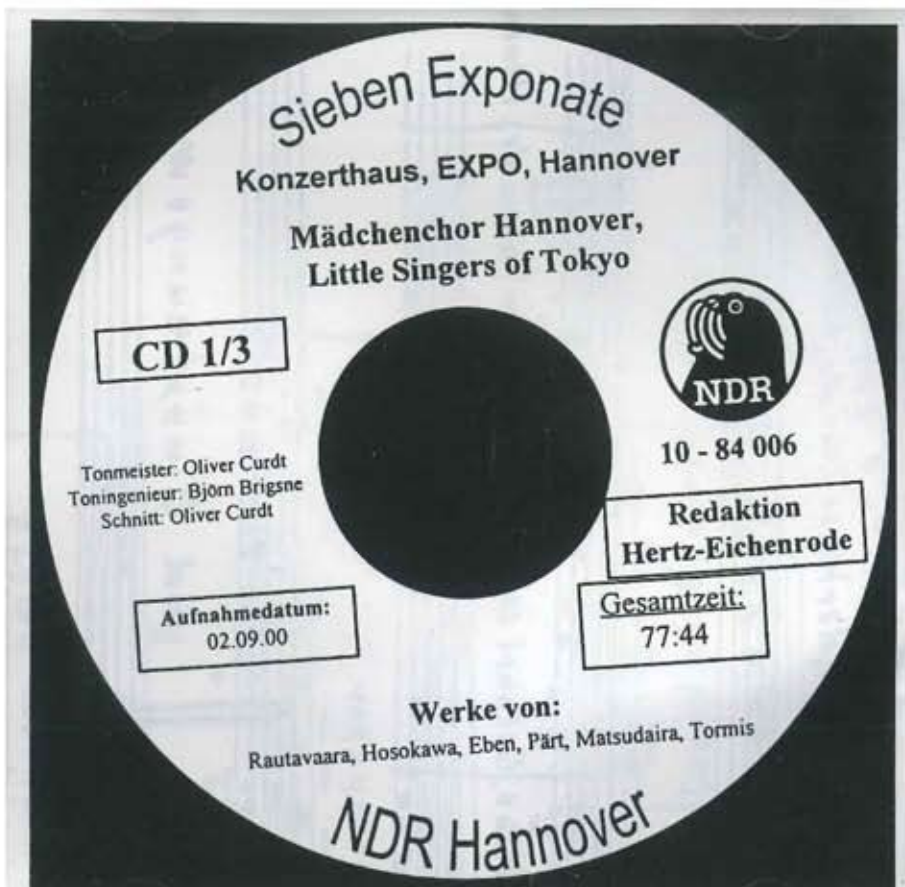 Sieben Exponate
Konzerthaus, EXPO, Hannover
Mädchenchor Hannover,
Little Singers of Tokyo
CD 1/3
NDR
10 - 84 006
Tonmeister: Oliver Curdt
Toningenieur: Björn Brigsne
Schnitt: Oliver Curdt
Redaktion
Hertz-Eichenrode
Aufnahmedatum:
02.09.00
Gesamtzeit:
77:44
Werke von:
Rautavaara, Hosokawa, Eben, Pärt, Matsudaira, Tormis
NDR Hannover